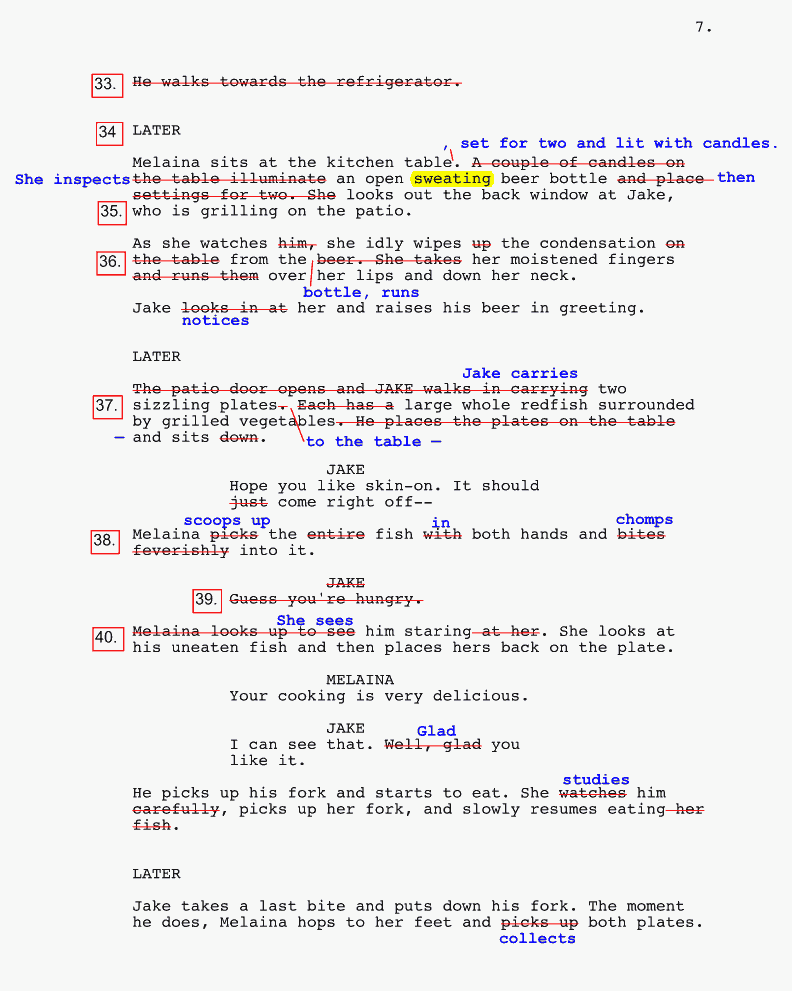 7.
33. He walks towards the refrigerator.
34 LATER
, set for two and lit with candles.
Melaina sits at the kitchen table. A couple of candles on
She inspects the table illuminate an open sweating beer bottle and place then
settings for two. She looks out the back window at Jake,
35. who is grilling on the patio.
As she watches him, she idly wipes up the condensation on
36. the table from the beer. She takes her moistened fingers
and runs them over her lips and down her neck.
bottle, runs
Jake looks in at her and raises his beer in greeting.
notices
LATER
Jake carries
The patio door opens and JAKE walks in carrying two
37. sizzling plates. Each has a large whole redfish surrounded
by grilled vegetables. He places the plates on the table
– and sits down.
to the table –
JAKE
Hope you like skin-on. It should
just come right off--
scoops up in chomps
38. Melaina picks the entire fish with both hands and bites
feverishly into it.
JAKE
39. Guess you're hungry.
She sees
40. Melaina looks up to see him staring at her. She looks at
his uneaten fish and then places hers back on the plate.
MELAINA
Your cooking is very delicious.
JAKE
Glad
I can see that. Well, glad you
like it.
studies
He picks up his fork and starts to eat. She watches him
carefully, picks up her fork, and slowly resumes eating her
fish.
LATER
Jake takes a last bite and puts down his fork. The moment
he does, Melaina hops to her feet and picks up both plates.
collects